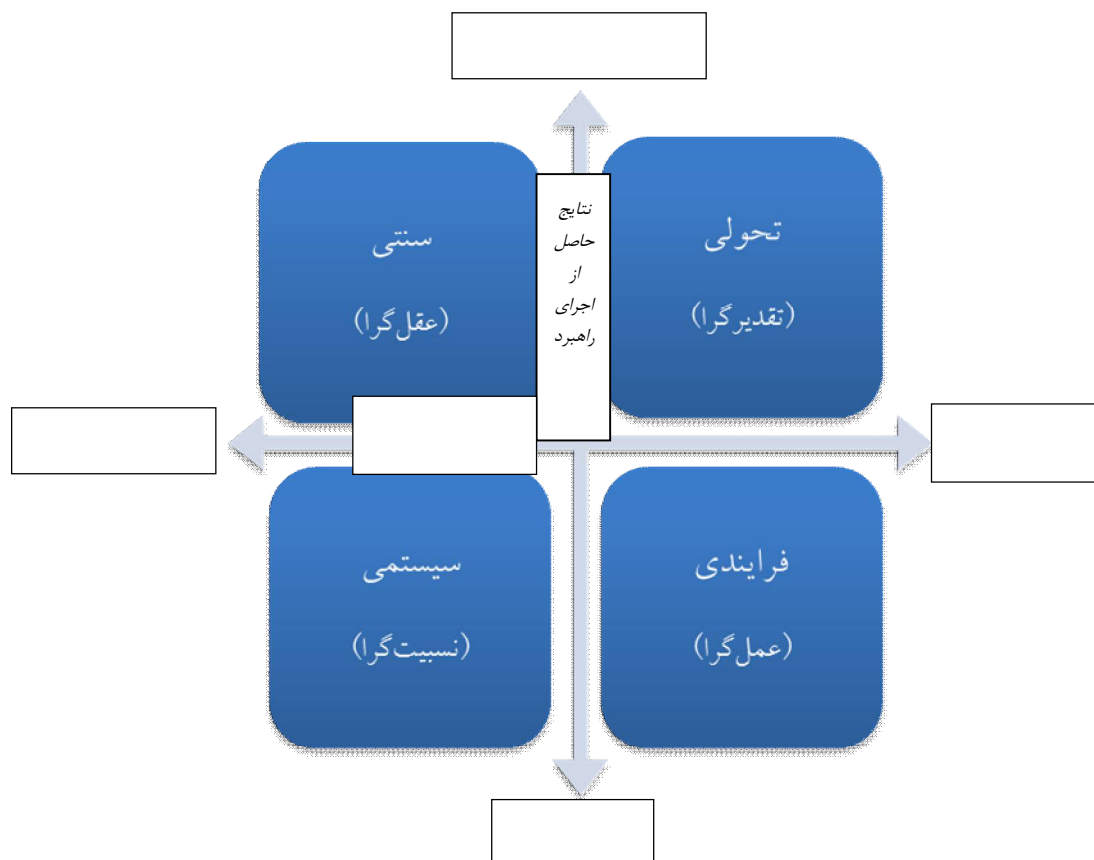 تحولی
(تقدیرگرا)
نتایج
حاصل
از
اجرای
راهبرد
سنتی
(عقل‌گرا)
فرایندی
(عمل‌گرا)
سیستمی
(نسبیت‌گرا)